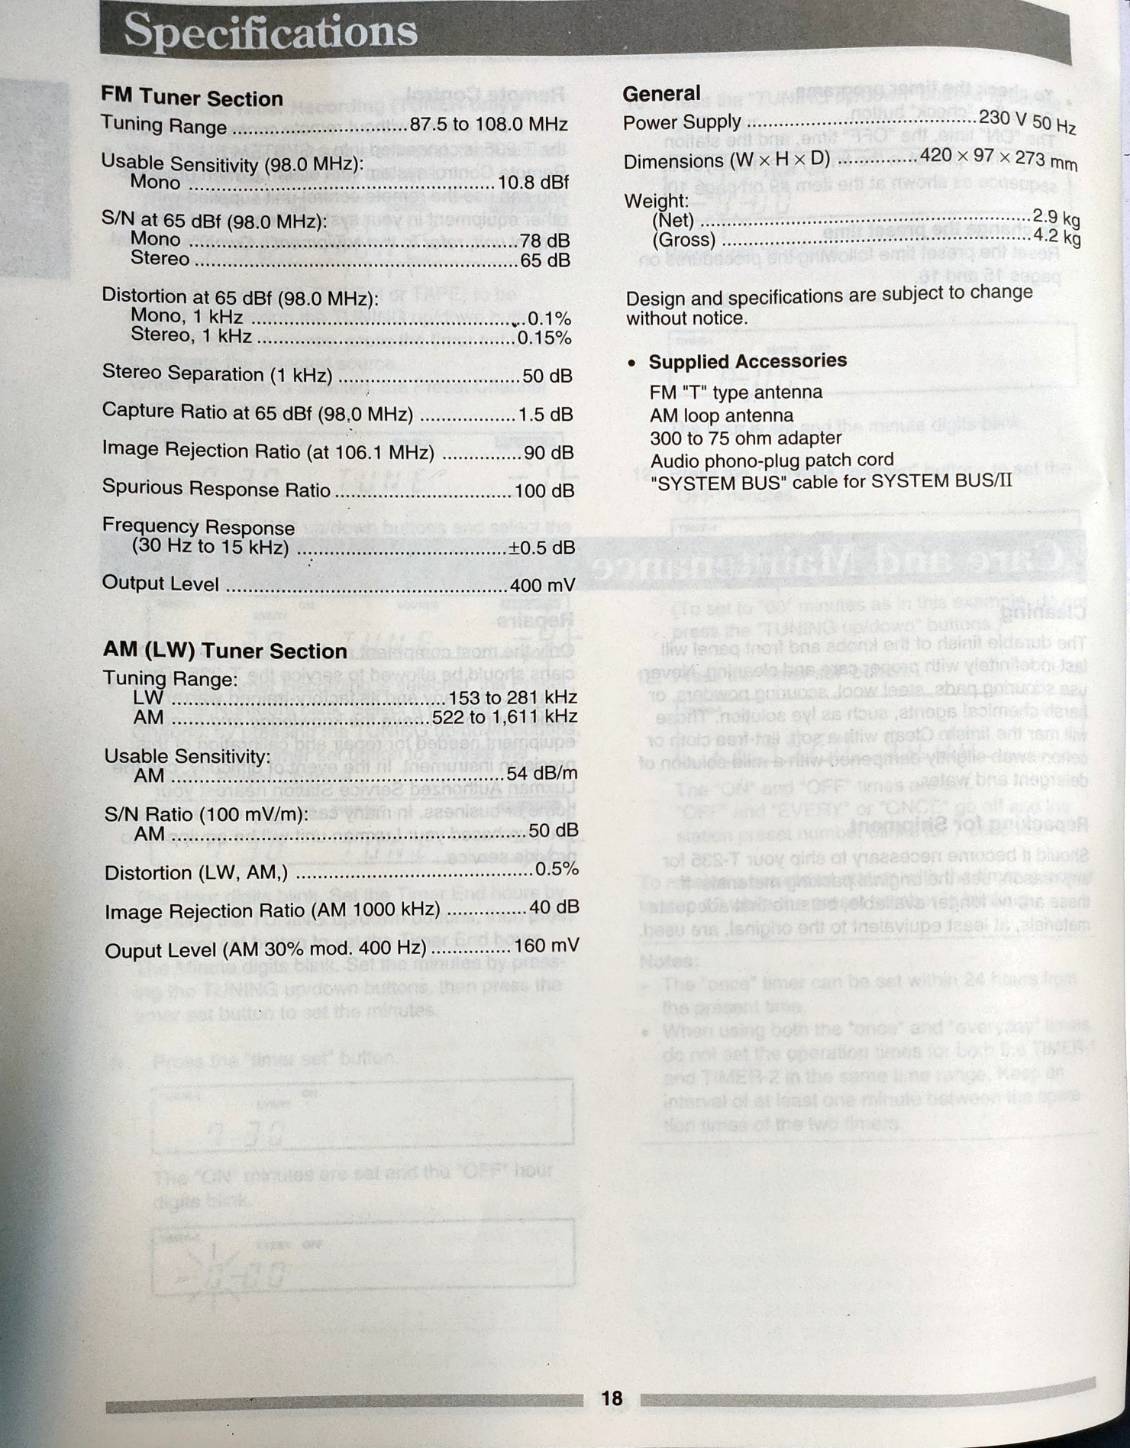 Specifications
FM Tuner Section
Tuning Range ................................ 87.5 to 108.0 MHz
Usable Sensitivity (98.0 MHz):
Mono ........................................................ 10.8 dBf
S/N at 65 dBf (98.0 MHz):
Mono ............................................................ 78 dB
Stereo ........................................................... 65 dB
Distortion at 65 dBf (98.0 MHz):
Mono, 1 kHz .................................................. 0.1%
Stereo, 1 kHz ............................................... 0.15%
Stereo Separation (1 kHz) ................................. 50 dB
Capture Ratio at 65 dBf (98,0 MHz) ................. 1.5 dB
Image Rejection Ratio (at 106.1 MHz) .............. 90 dB
Spurious Response Ratio ................................ 100 dB
Frequency Response
(30 Hz to 15 kHz) ...................................... ±0.5 dB
Output Level ................................................... 400 mV
AM (LW) Tuner Section
Tuning Range:
LW .................................................. 153 to 281 kHz
AM ............................................... 522 to 1,611 kHz
Usable Sensitivity:
AM ............................................................ 54 dB/m
S/N Ratio (100 mV/m):
AM ................................................................ 50 dB
Distortion (LW, AM,) ........................................... 0.5%
Image Rejection Ratio (AM 1000 kHz) .............. 40 dB
Ouput Level (AM 30% mod. 400 Hz) ............... 160 mV
General
Power Supply .......................................... 230 V 50 Hz
Dimensions (W × H × D) ............... 420 × 97 × 273 mm
Weight:
(Net) ............................................................ 2.9 kg
(Gross) ........................................................ 4.2 kg
Design and specifications are subject to change
without notice.
• Supplied Accessories
FM "T" type antenna
AM loop antenna
300 to 75 ohm adapter
Audio phono-plug patch cord
"SYSTEM BUS" cable for SYSTEM BUS/II
18